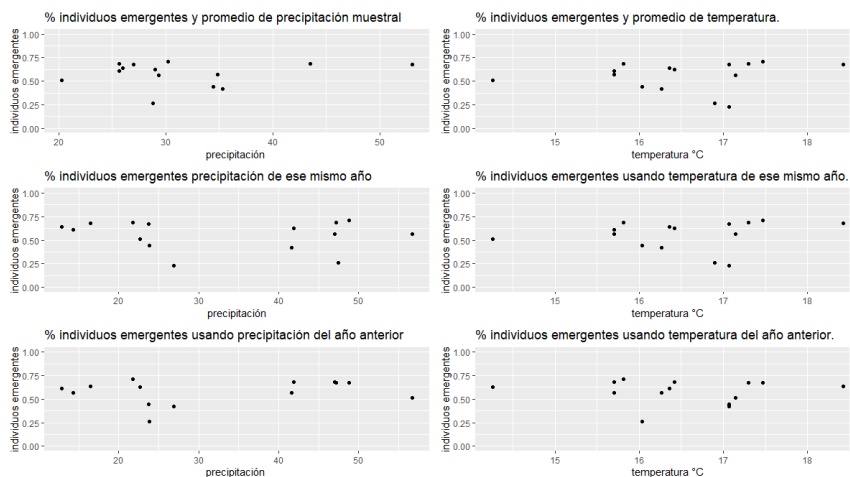 % individuos emergentes y promedio de precipitación muestral
individuos emergentes
1.00
0.75
0.50
0.25
0.00
20 30 40 50
precipitación
% individuos emergentes y promedio de temperatura.
individuos emergentes
1.00
0.75
0.50
0.25
0.00
15 16 17 18
temperatura °C
% individuos emergentes precipitación de ese mismo año
individuos emergentes
1.00
0.75
0.50
0.25
0.00
20 30 40 50
precipitación
% individuos emergentes usando temperatura de ese mismo año.
individuos emergentes
1.00
0.75
0.50
0.25
0.00
15 16 17 18
temperatura °C
% individuos emergentes usando precipitación del año anterior
individuos emergentes
1.00
0.75
0.50
0.25
0.00
20 30 40 50
precipitación
% individuos emergentes usando temperatura del año anterior.
individuos emergentes
1.00
0.75
0.50
0.25
0.00
15 16 17 18
temperatura °C